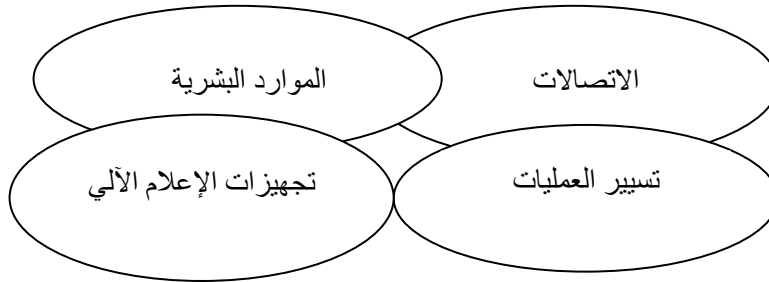 الاتصالات
الموارد البشرية
تسيير العمليات
تجهيزات الإعلام الآلي